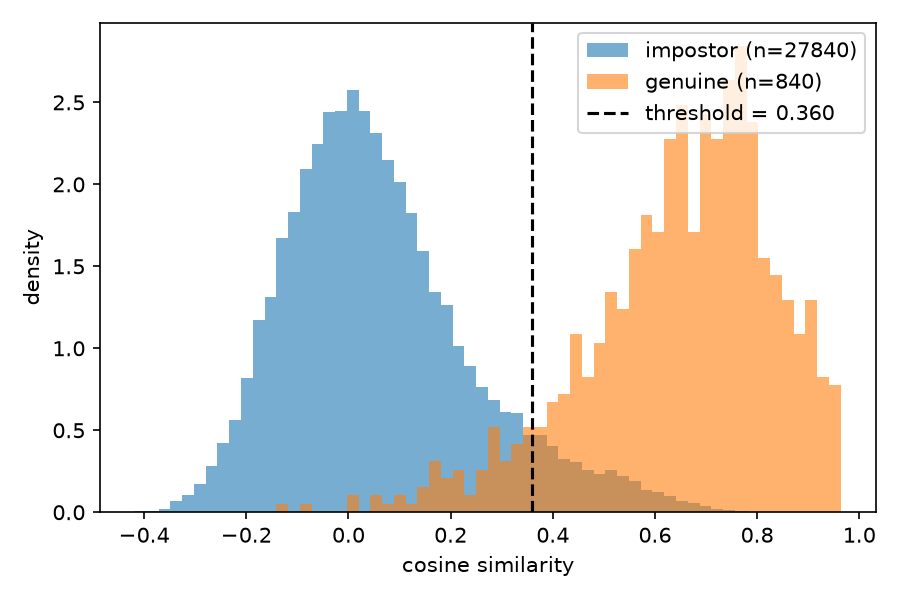 impostor (n=27840)
genuine (n=840)
threshold = 0.360
density
2.5
2.0
1.5
1.0
0.5
0.0
−0.4 −0.2 0.0 0.2 0.4 0.6 0.8 1.0
cosine similarity